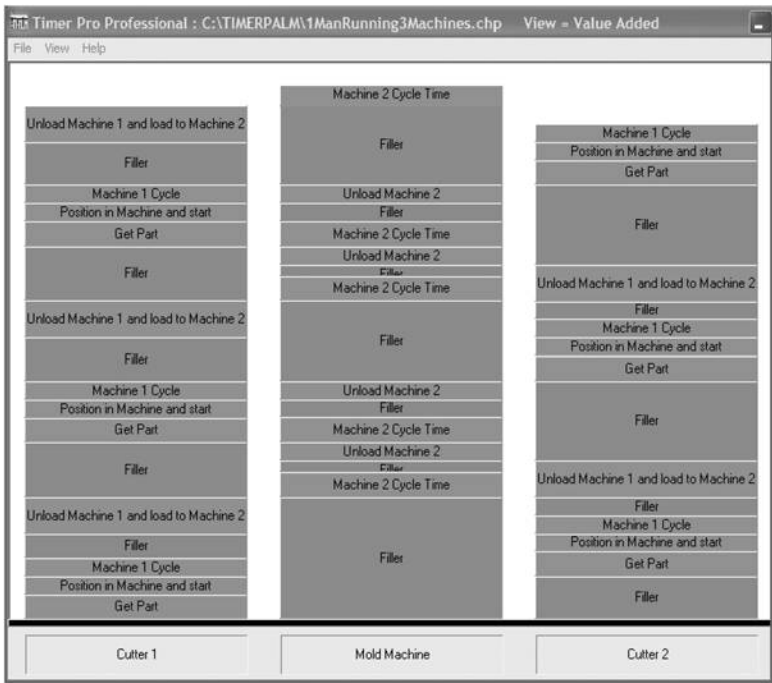 Timer Pro Professional : C:\TIMERPALM\1ManRunning3Machines.chp View = Value Added
File View Help
Unload Machine 1 and load to Machine 2
Filler
Machine 1 Cycle
Position in Machine and start
Get Part
Filler
Unload Machine 1 and load to Machine 2
Filler
Machine 1 Cycle
Position in Machine and start
Get Part
Filler
Unload Machine 1 and load to Machine 2
Filler
Machine 1 Cycle
Position in Machine and start
Get Part
Cutter 1
Machine 2 Cycle Time
Filler
Unload Machine 2
Filler
Machine 2 Cycle Time
Unload Machine 2
Filler
Machine 2 Cycle Time
Filler
Unload Machine 2
Filler
Machine 2 Cycle Time
Unload Machine 2
Filler
Machine 2 Cycle Time
Filler
Mold Machine
Machine 1 Cycle
Position in Machine and start
Get Part
Filler
Unload Machine 1 and load to Machine 2
Filler
Machine 1 Cycle
Position in Machine and start
Get Part
Filler
Unload Machine 1 and load to Machine 2
Filler
Machine 1 Cycle
Position in Machine and start
Get Part
Filler
Cutter 2